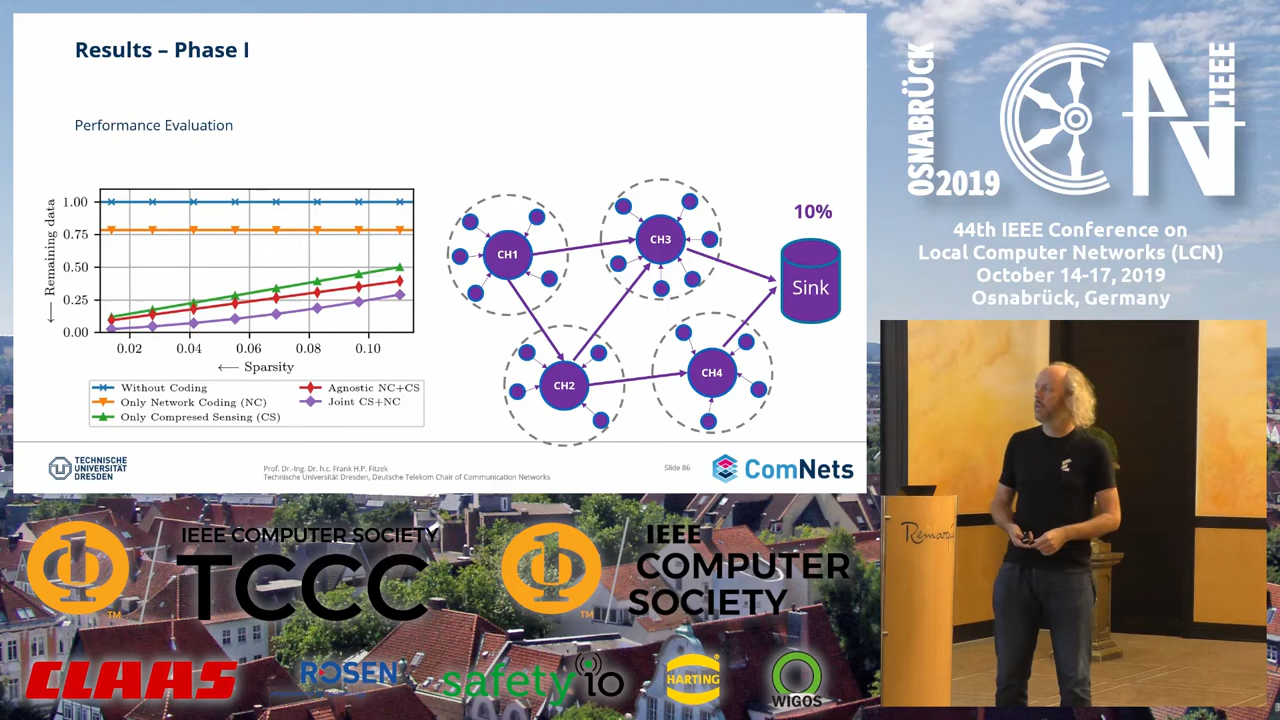 Results – Phase I
Performance Evaluation
⟵ Remaining data
1.00
0.75
0.50
0.25
0.00
0.02
0.04
0.06
0.08
0.10
⟵ Sparsity
Without Coding
Only Network Coding (NC)
Only Compresed Sensing (CS)
Agnostic NC+CS
Joint CS+NC
CH1
CH3
CH2
CH4
10%
Sink
TECHNISCHE
UNIVERSITÄT
DRESDEN
Prof. Dr.-Ing. Dr. h.c. Frank H.P. Fitzek
Technische Universität Dresden, Deutsche Telekom Chair of Communication Networks
Slide 86
ComNets
OSNABRÜCK
2019
CN
IEEE
44th IEEE Conference on
Local Computer Networks (LCN)
October 14-17, 2019
Osnabrück, Germany
IEEE COMPUTER SOCIETY
TCCC
TM
IEEE
COMPUTER
SOCIETY
TM
CLAAS
ROSEN
safety io
HARTING
WIGOS